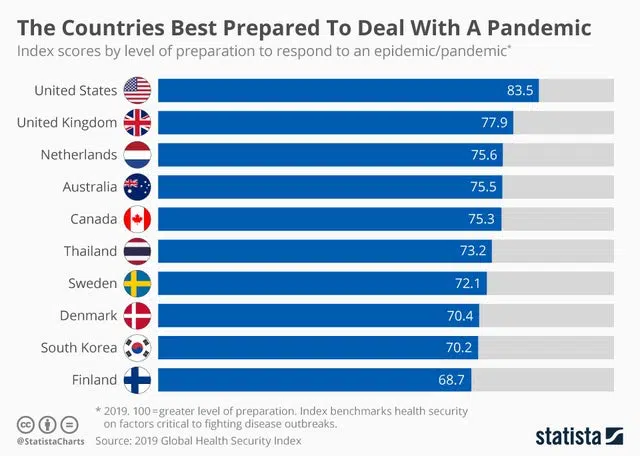 The Countries Best Prepared To Deal With A Pandemic
Index scores by level of preparation to respond to an epidemic/pandemic*
United States 83.5
United Kingdom 77.9
Netherlands 75.6
Australia 75.5
Canada 75.3
Thailand 73.2
Sweden 72.1
Denmark 70.4
South Korea 70.2
Finland 68.7
* 2019. 100 = greater level of preparation. Index benchmarks health security
on factors critical to fighting disease outbreaks.
@StatistaCharts Source: 2019 Global Health Security Index
cc
statista